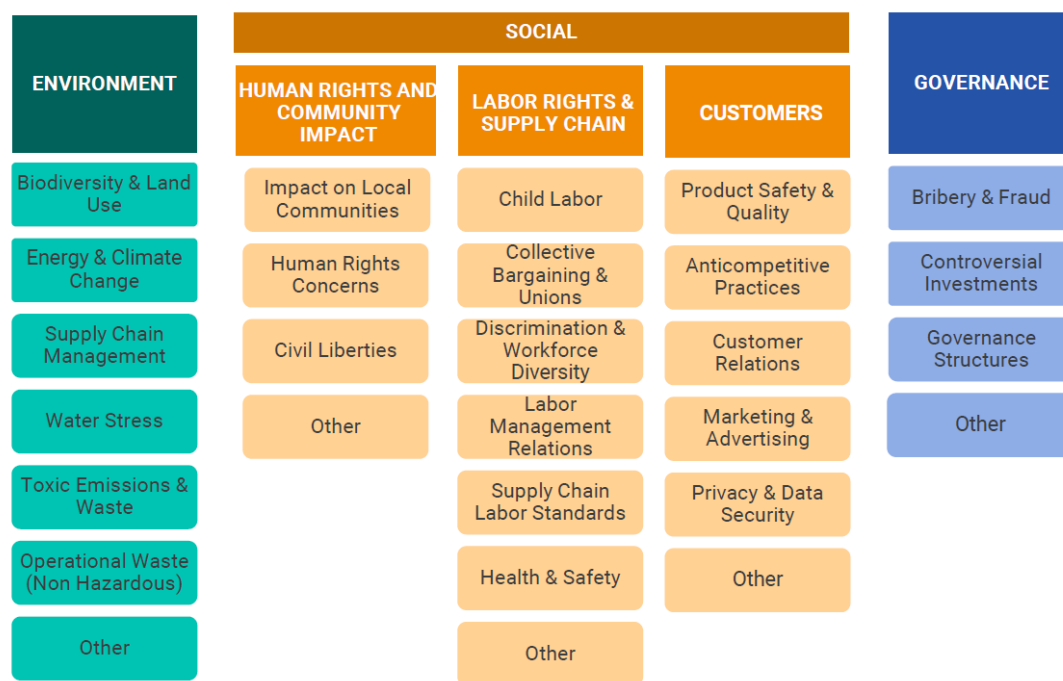 ENVIRONMENT
Biodiversity & Land
Use
Energy & Climate
Change
Supply Chain
Management
Water Stress
Toxic Emissions &
Waste
Operational Waste
(Non Hazardous)
Other
SOCIAL
HUMAN RIGHTS AND
COMMUNITY
IMPACT
Impact on Local
Communities
Human Rights
Concerns
Civil Liberties
Other
LABOR RIGHTS &
SUPPLY CHAIN
Child Labor
Collective
Bargaining &
Unions
Discrimination &
Workforce
Diversity
Labor
Management
Relations
Supply Chain
Labor Standards
Health & Safety
Other
CUSTOMERS
Product Safety &
Quality
Anticompetitive
Practices
Customer
Relations
Marketing &
Advertising
Privacy & Data
Security
Other
GOVERNANCE
Bribery & Fraud
Controversial
Investments
Governance
Structures
Other